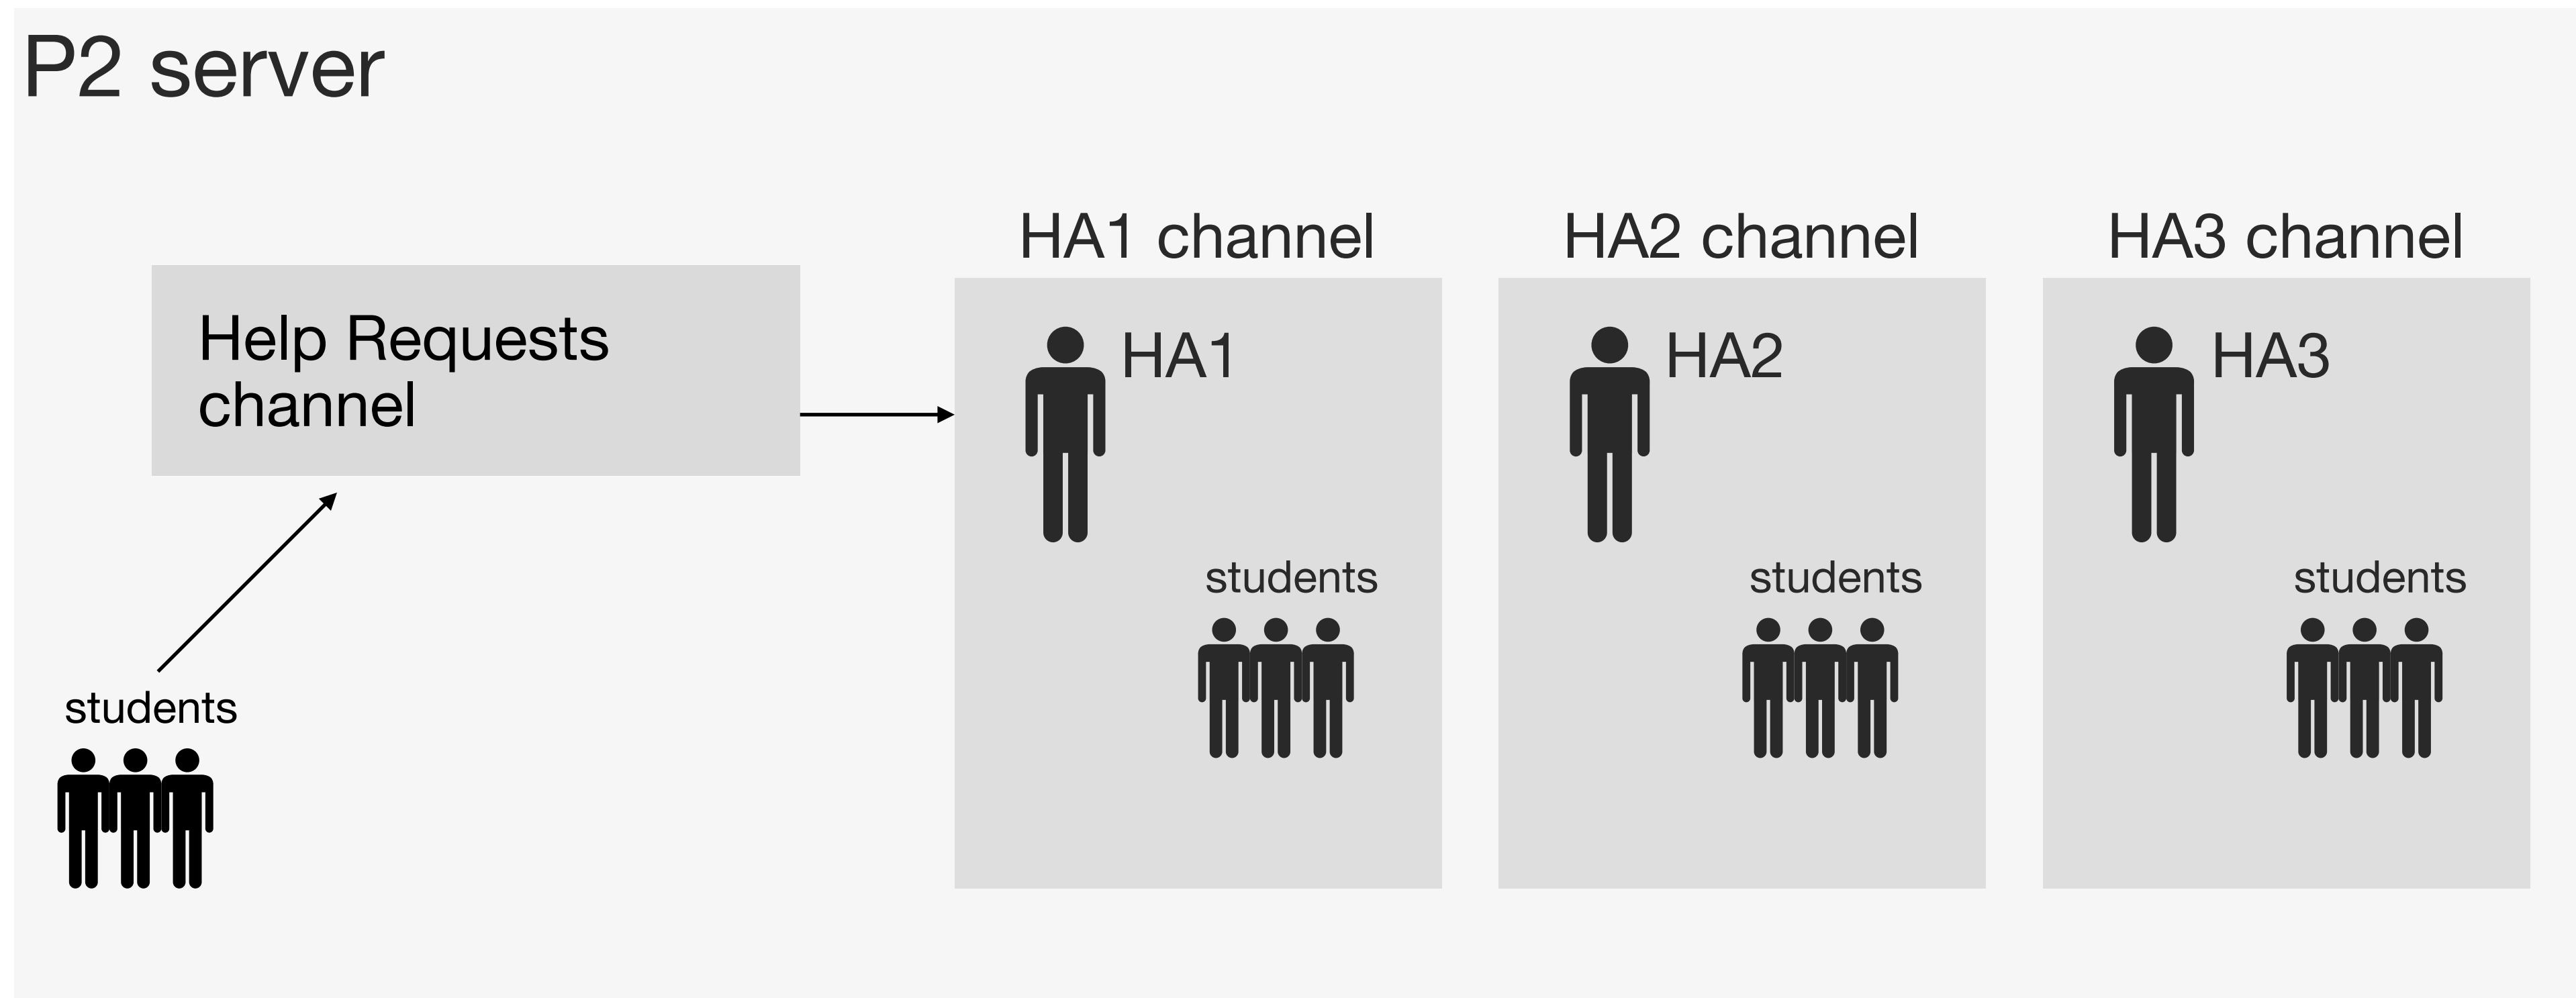 P2 server
HA1 channel
HA2 channel
HA3 channel
Help Requests
channel
HA1
HA2
HA3
students
students
students
students